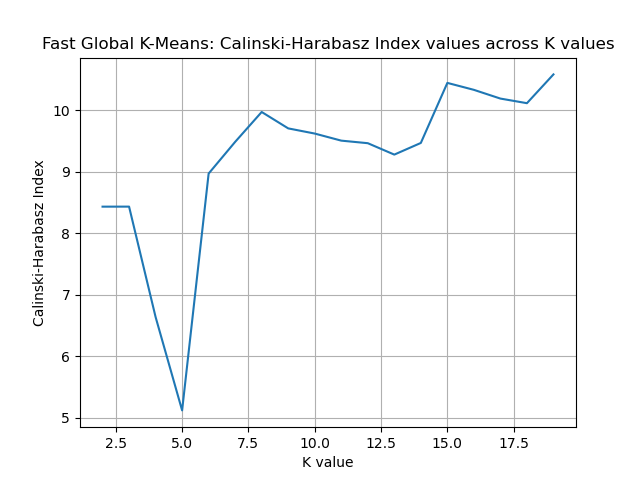 Fast Global K-Means: Calinski-Harabasz Index values across K values
Calinski-Harabasz Index
10
9
8
7
6
5
2.5 5.0 7.5 10.0 12.5 15.0 17.5
K value